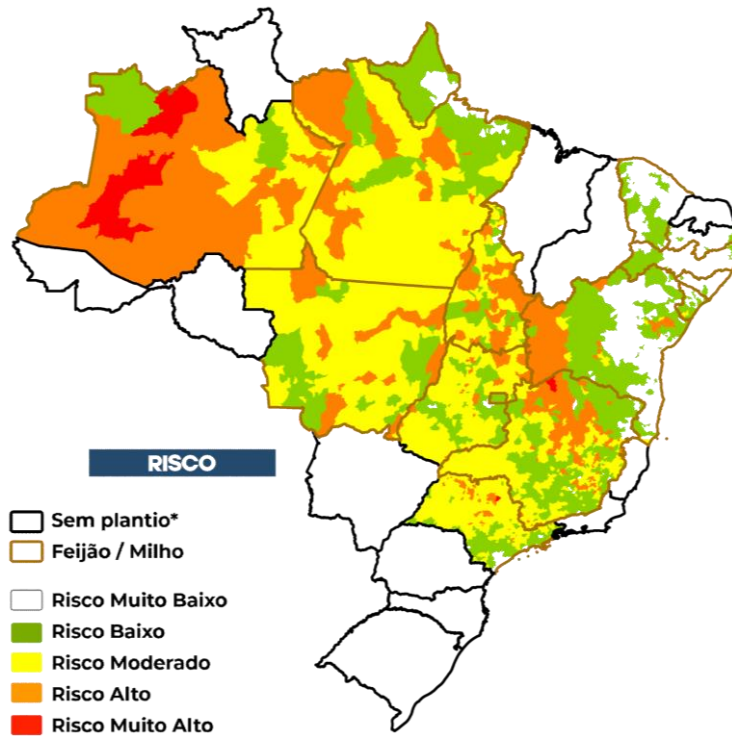 RISCO
Sem plantio*
Feijão / Milho
Risco Muito Baixo
Risco Baixo
Risco Moderado
Risco Alto
Risco Muito Alto